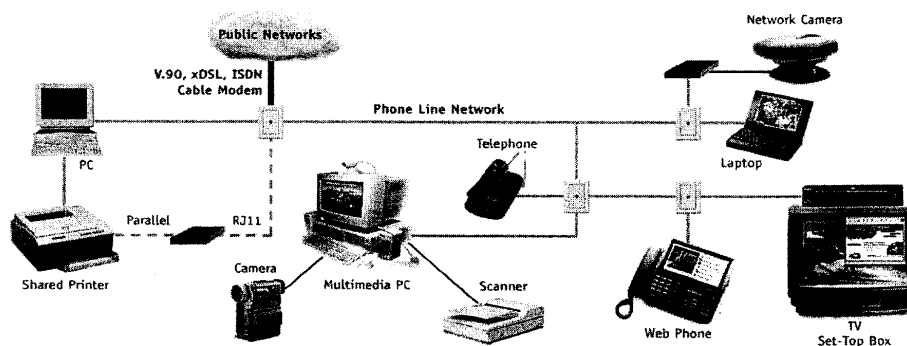 Public Networks
Network Camera
V.90, xDSL, ISDN
Cable Modem
Phone Line Network
PC
Telephone
Laptop
Parallel
RJ11
Camera
Multimedia PC
Scanner
Shared Printer
Web Phone
TV
Set-Top Box